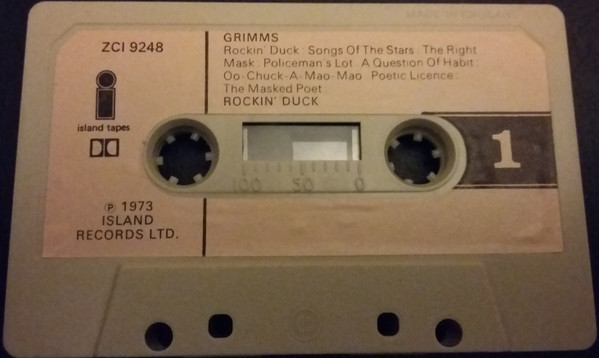 ZCI 9248
island tapes
℗ 1973
ISLAND
RECORDS LTD.
GRIMMS
Rockin' Duck : Songs Of The Stars : The Right
Mask : Policeman's Lot : A Question Of Habit :
Oo-Chuck-A-Mao-Mao : Poetic Licence :
The Masked Poet :
ROCKIN' DUCK
1
100 50 0